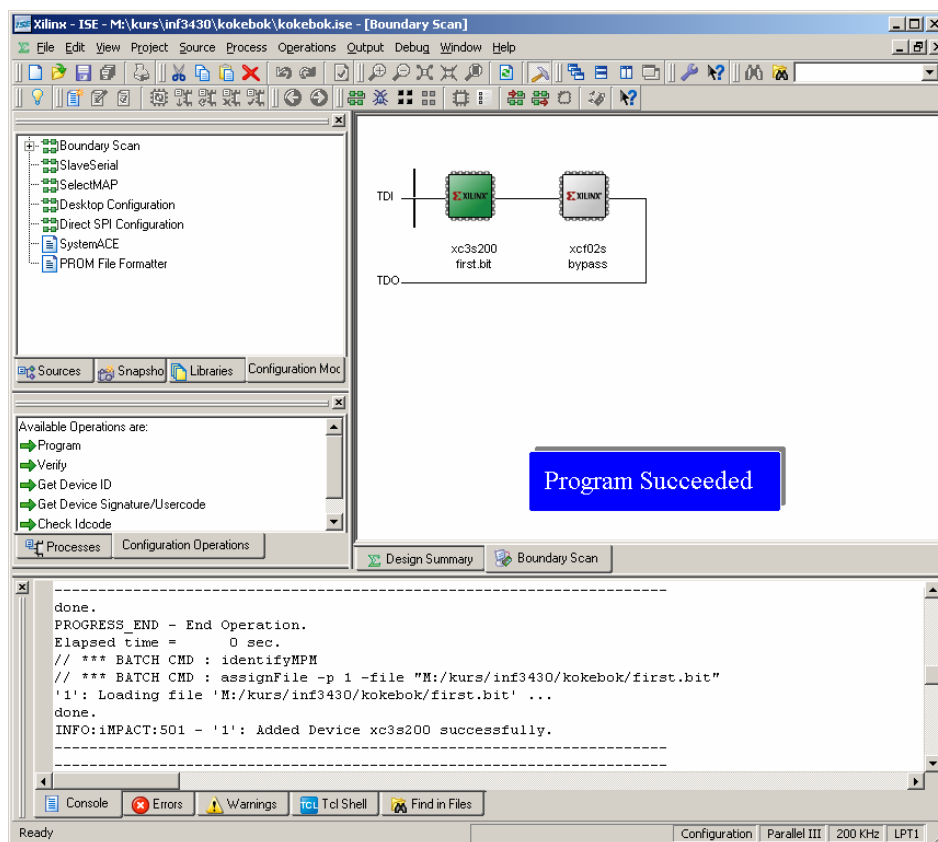 Xilinx - ISE - M:\kurs\inf3430\kokebok\kokebok.ise - [Boundary Scan]
File Edit View Project Source Process Operations Output Debug Window Help
Boundary Scan
SlaveSerial
SelectMAP
Desktop Configuration
Direct SPI Configuration
SystemACE
PROM File Formatter
Sources Snapsho Libraries Configuration Moc
Available Operations are:
Program
Verify
Get Device ID
Get Device Signature/Usercode
Check Idcode
Processes Configuration Operations
TDI
XILINX XILINX
xc3s200 xcf02s
first.bit bypass
TDO
Program Succeeded
Design Summary Boundary Scan
--------------------------------------------------------------------
done.
PROGRESS_END - End Operation.
Elapsed time = 0 sec.
// *** BATCH CMD : identifyMPM
// *** BATCH CMD : assignFile -p 1 -file "M:/kurs/inf3430/kokebok/first.bit"
'1': Loading file 'M:/kurs/inf3430/kokebok/first.bit' ...
done.
INFO:iMPACT:501 - '1': Added Device xc3s200 successfully.
--------------------------------------------------------------------
--------------------------------------------------------------------
Console Errors Warnings TCL Tcl Shell Find in Files
Ready Configuration Parallel III 200 KHz LPT1